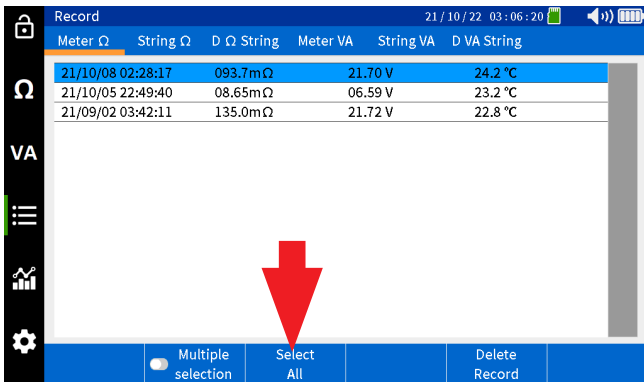 Record 21/10/22 03:06:20
Meter Ω String Ω D Ω String Meter VA String VA D VA String
21/10/08 02:28:17 093.7mΩ 21.70 V 24.2 ℃
Ω
21/10/05 22:49:40 08.65mΩ 06.59 V 23.2 ℃
21/09/02 03:42:11 135.0mΩ 21.72 V 22.8 ℃
VA
Multiple selection
Select All
Delete Record